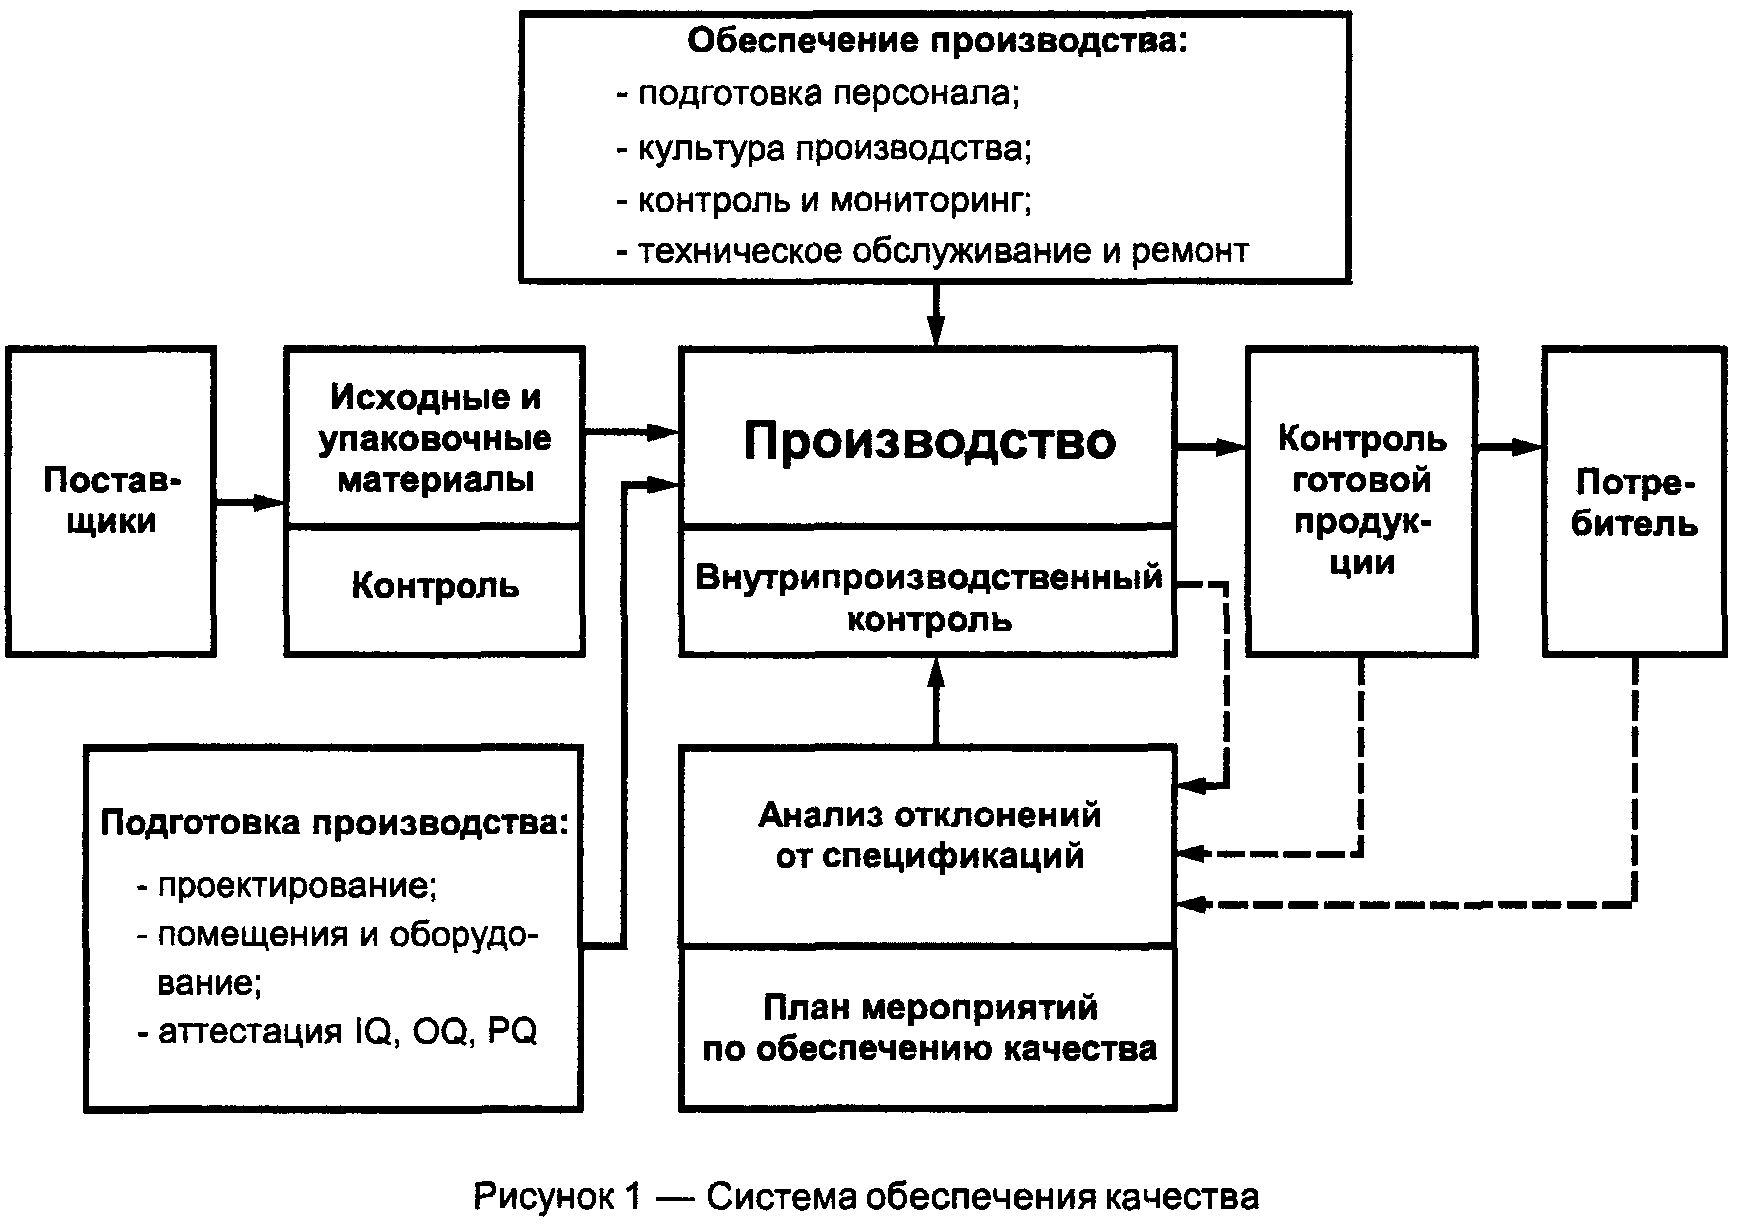 Обеспечение производства:
- подготовка персонала;
- культура производства;
- контроль и мониторинг;
- техническое обслуживание и ремонт
Постав-
щики
Исходные и
упаковочные
материалы
Контроль
Производство
Внутрипроизводственный
контроль
Контроль
готовой
продук-
ции
Потре-
битель
Подготовка производства:
- проектирование;
- помещения и оборудо-
вание;
- аттестация IQ, OQ, PQ
Анализ отклонений
от спецификаций
План мероприятий
по обеспечению качества
Рисунок 1 — Система обеспечения качества